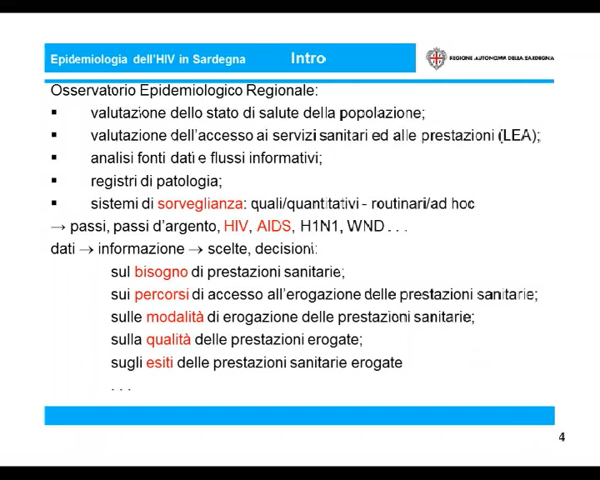 Epidemiologia dell'HIV in Sardegna Intro
REGIONE AUTONOMA DELLA SARDEGNA
Osservatorio Epidemiologico Regionale:
▪ valutazione dello stato di salute della popolazione;
▪ valutazione dell'accesso ai servizi sanitari ed alle prestazioni (LEA);
▪ analisi fonti dati e flussi informativi;
▪ registri di patologia;
▪ sistemi di sorveglianza: quali/quantitativi - routinari/ad hoc
→ passi, passi d'argento, HIV, AIDS, H1N1, WND . . .
dati → informazione → scelte, decisioni:
sul bisogno di prestazioni sanitarie;
sui percorsi di accesso all'erogazione delle prestazioni sanitarie;
sulle modalità di erogazione delle prestazioni sanitarie;
sulla qualità delle prestazioni erogate;
sugli esiti delle prestazioni sanitarie erogate
. . .
4